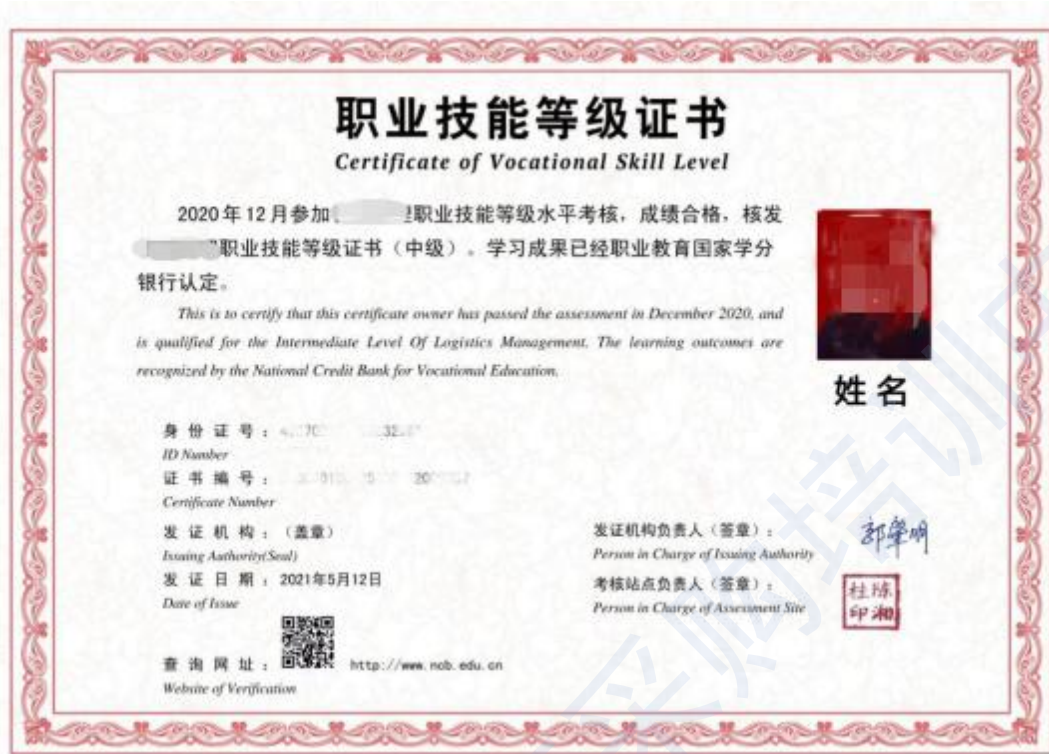 职业技能等级证书
Certificate of Vocational Skill Level
2020年12月参加 职业技能等级水平考核，成绩合格，核发
职业技能等级证书（中级）。学习成果已经职业教育国家学分
银行认定。
This is to certify that this certificate owner has passed the assessment in December 2020, and
is qualified for the Intermediate Level Of Logistics Management. The learning outcomes are
recognized by the National Credit Bank for Vocational Education.
姓名
身份证号：
ID Number
证书编号：
Certificate Number
发证机构：（盖章）
Issuing Authority(Seal)
发证日期：2021年5月12日
Date of Issue
发证机构负责人（签章）：
Person in Charge of Issuing Authority
考核站点负责人（签章）：
Person in Charge of Assessment Site
查询网址： http://www.ncb.edu.cn
Website of Verification
采购培训